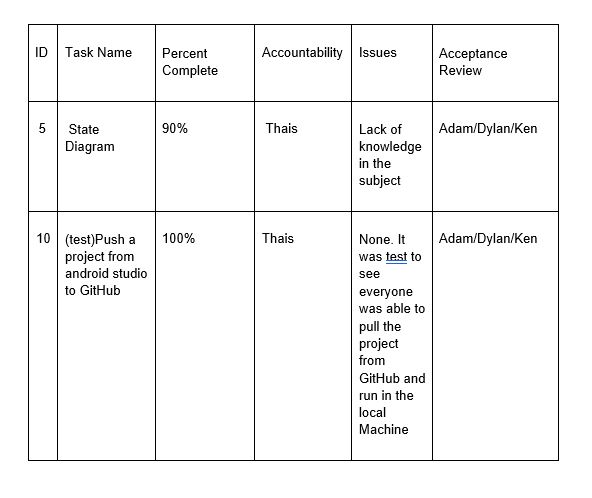 ID Task Name Percent Complete Accountability Issues Acceptance Review
5 State Diagram 90% Thais Lack of knowledge in the subject Adam/Dylan/Ken
10 (test)Push a project from android studio to GitHub 100% Thais None. It was test to see everyone was able to pull the project from GitHub and run in the local Machine Adam/Dylan/Ken